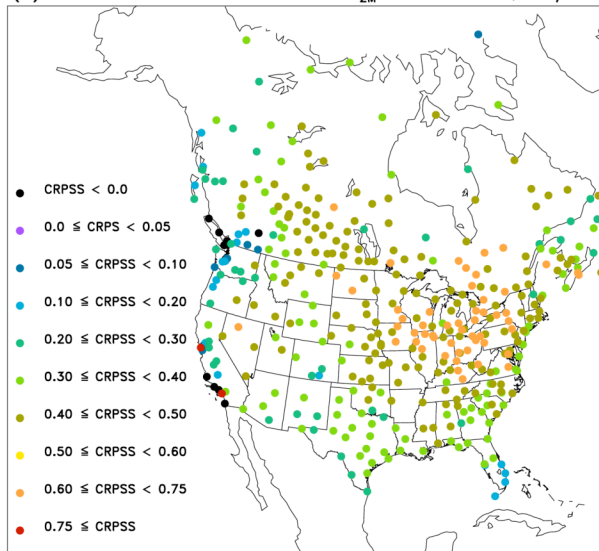 2M
CRPSS < 0.0
0.0 ≦ CRPS < 0.05
0.05 ≦ CRPSS < 0.10
0.10 ≦ CRPSS < 0.20
0.20 ≦ CRPSS < 0.30
0.30 ≦ CRPSS < 0.40
0.40 ≦ CRPSS < 0.50
0.50 ≦ CRPSS < 0.60
0.60 ≦ CRPSS < 0.75
0.75 ≦ CRPSS